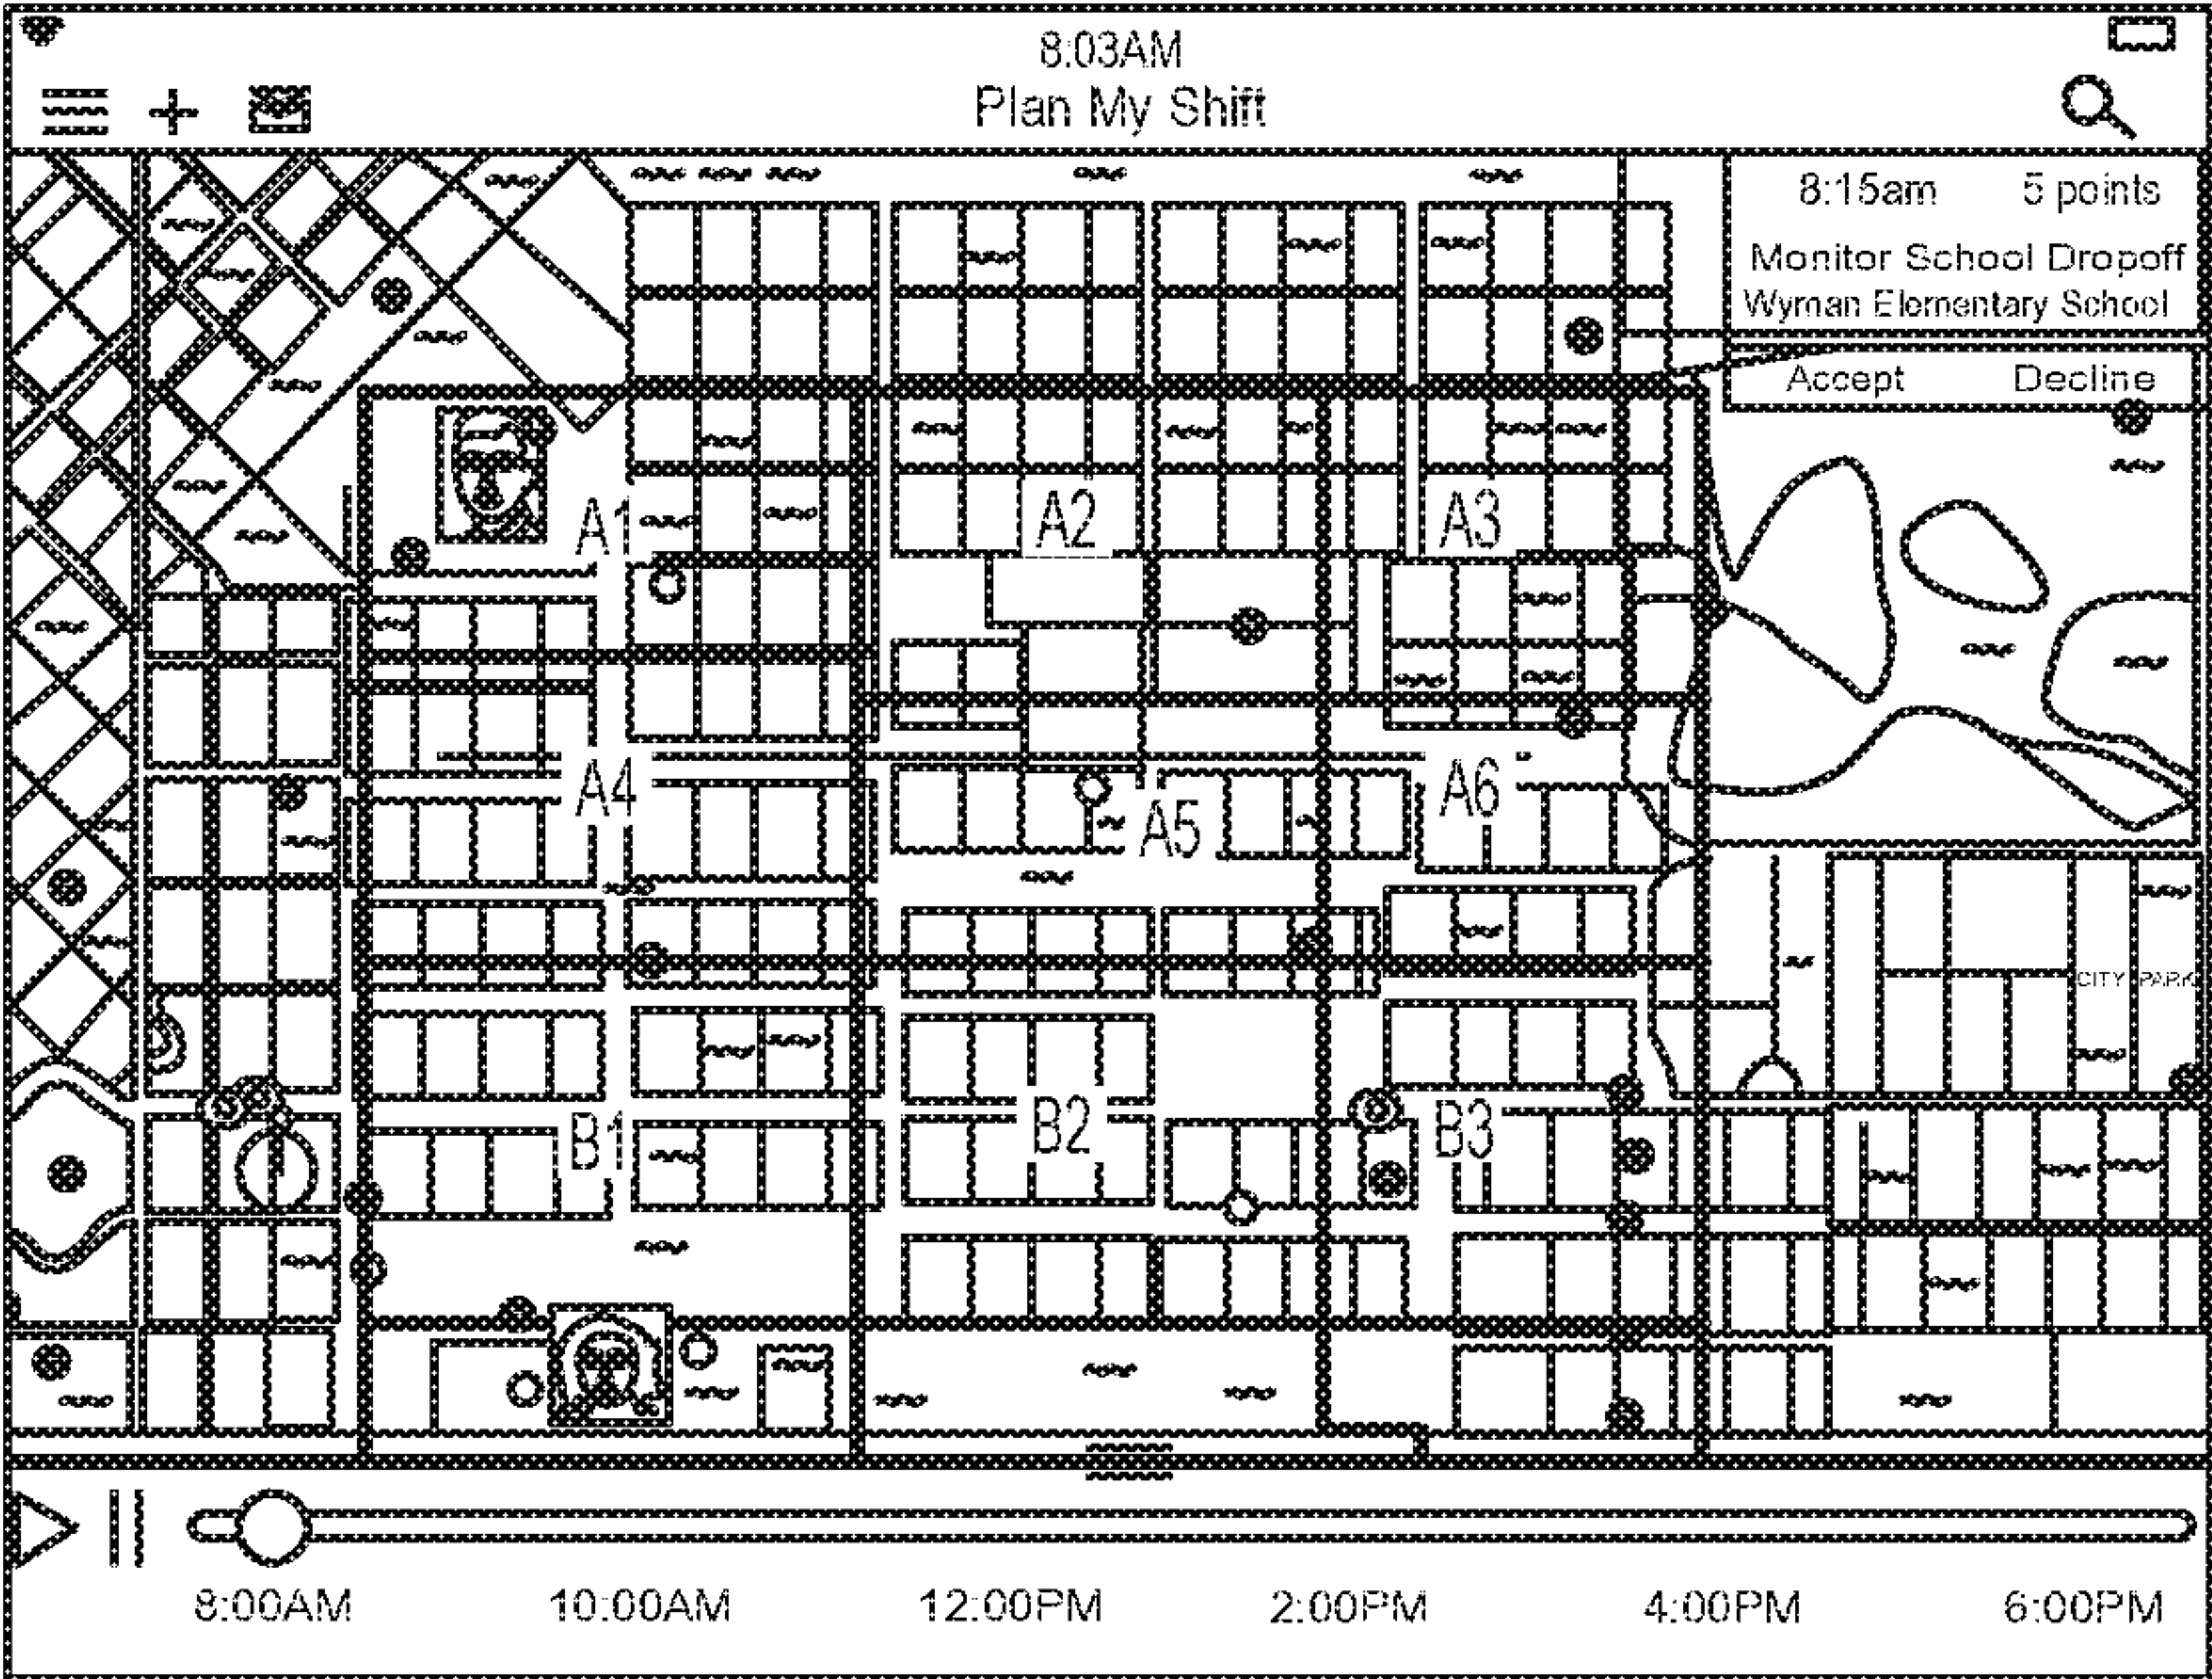 8:03AM
Plan My Shift
8:15am 5 points
Monitor School Dropoff
Wyman Elementary School
Accept Decline
A1 A2 A3
A4 A5 A6
CITY PARK
B1 B2 B3
8:00AM 10:00AM 12:00PM 2:00PM 4:00PM 6:00PM